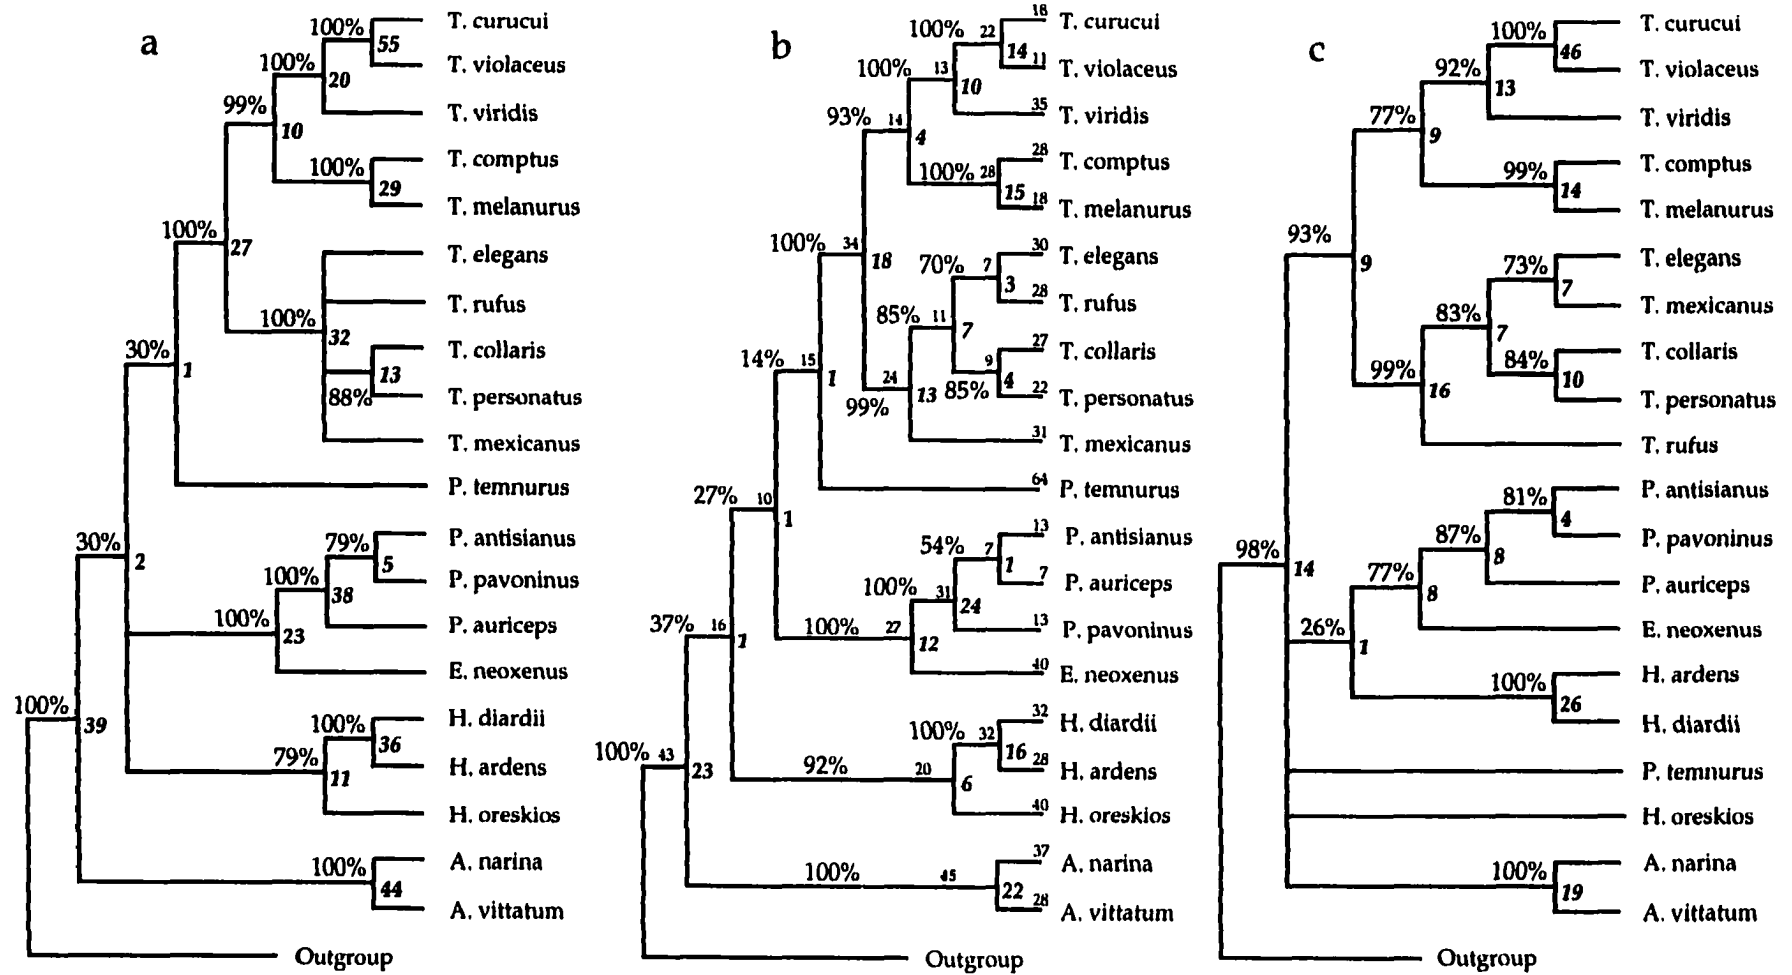 a
100%
T. curucui
55
T. violaceus
100%
20
T. viridis
99%
10
T. comptus
100%
29
T. melanurus
100%
27
T. elegans
T. rufus
100%
32
T. collaris
13
88%
T. personatus
T. mexicanus
30%
1
P. temnurus
30%
2
P. antisianus
79%
5
P. pavoninus
100%
38
P. auriceps
100%
23
E. neoxenus
H. diardii
100%
36
H. ardens
79%
11
H. oreskios
100%
39
A. narina
100%
44
A. vittatum
Outgroup
b
18
T. curucui
100%
22
14
11
T. violaceus
100%
13
10
35
T. viridis
93%
14
4
28
T. comptus
100%
28
15
18
T. melanurus
100%
34
18
30
T. elegans
70%
7
3
28
T. rufus
85%
11
7
27
T. collaris
9
4
85%
22
T. personatus
24
13
99%
31
T. mexicanus
14%
15
1
64
P. temnurus
27%
10
1
13
P. antisianus
54%
7
1
7
P. auriceps
100%
31
24
13
P. pavoninus
100%
27
12
40
E. neoxenus
37%
16
1
32
H. diardii
100%
32
16
28
H. ardens
92%
20
6
40
H. oreskios
100%
43
23
37
A. narina
100%
45
22
28
A. vittatum
Outgroup
c
T. curucui
100%
46
T. violaceus
92%
13
T. viridis
77%
9
T. comptus
99%
14
T. melanurus
93%
9
T. elegans
73%
7
T. mexicanus
83%
7
T. collaris
84%
10
T. personatus
99%
16
T. rufus
P. antisianus
81%
4
P. pavoninus
87%
8
P. auriceps
77%
8
E. neoxenus
98%
14
26%
1
H. ardens
100%
26
H. diardii
P. temnurus
H. oreskios
A. narina
100%
19
A. vittatum
Outgroup